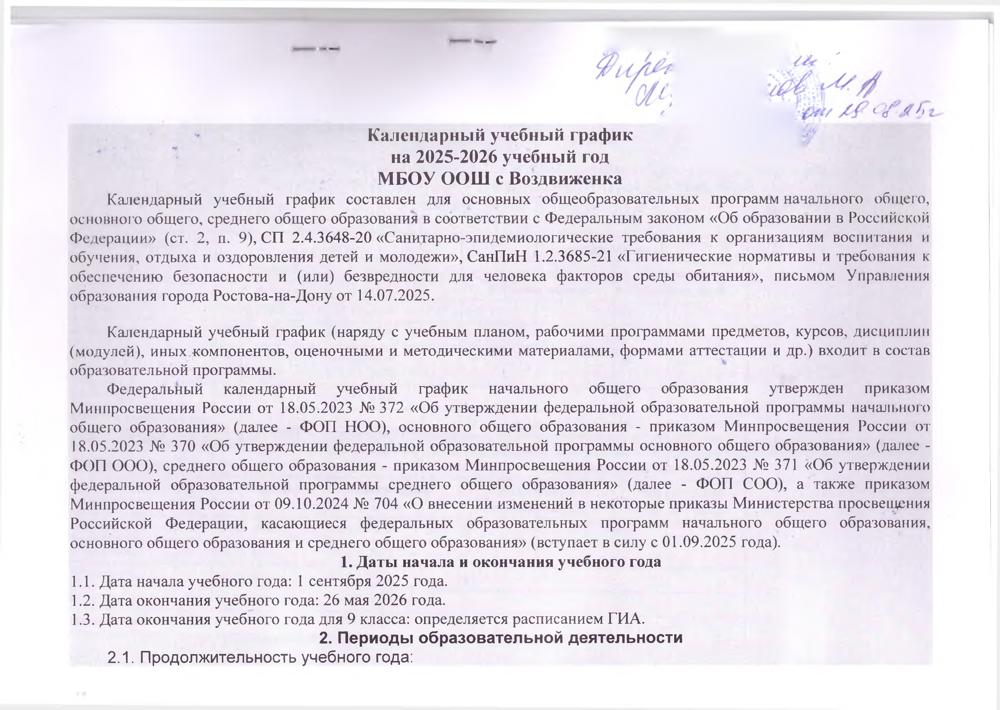 М. А
от 29.08.25г
Календарный учебный график
на 2025-2026 учебный год
МБОУ ООШ с Воздвиженка
Календарный учебный график составлен для основных общеобразовательных программ начального общего,
основного общего, среднего общего образования в соответствии с Федеральным законом «Об образовании в Российской
Федерации» (ст. 2, п. 9), СП 2.4.3648-20 «Санитарно-эпидемиологические требования к организациям воспитания и
обучения, отдыха и оздоровления детей и молодежи», СанПиН 1.2.3685-21 «Гигиенические нормативы и требования к
обеспечению безопасности и (или) безвредности для человека факторов среды обитания», письмом Управления
образования города Ростова-на-Дону от 14.07.2025.
Календарный учебный график (наряду с учебным планом, рабочими программами предметов, курсов, дисциплин
(модулей), иных компонентов, оценочными и методическими материалами, формами аттестации и др.) входит в состав
образовательной программы.
Федеральный календарный учебный график начального общего образования утвержден приказом
Минпросвещения России от 18.05.2023 № 372 «Об утверждении федеральной образовательной программы начального
общего образования» (далее - ФОП НОО), основного общего образования - приказом Минпросвещения России от
18.05.2023 № 370 «Об утверждении федеральной образовательной программы основного общего образования» (далее -
ФОП ООО), среднего общего образования - приказом Минпросвещения России от 18.05.2023 № 371 «Об утверждении
федеральной образовательной программы среднего общего образования» (далее - ФОП СОО), а также приказом
Минпросвещения России от 09.10.2024 № 704 «О внесении изменений в некоторые приказы Министерства просвещения
Российской Федерации, касающиеся федеральных образовательных программ начального общего образования,
основного общего образования и среднего общего образования» (вступает в силу с 01.09.2025 года).
1. Даты начала и окончания учебного года
1.1. Дата начала учебного года: 1 сентября 2025 года.
1.2. Дата окончания учебного года: 26 мая 2026 года.
1.3. Дата окончания учебного года для 9 класса: определяется расписанием ГИА.
2. Периоды образовательной деятельности
2.1. Продолжительность учебного года: